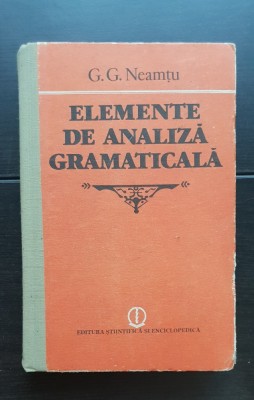 G. G. Neamțu
ELEMENTE
DE ANALIZĂ
GRAMATICALĂ
EDITURA ȘTIINȚIFICĂ ȘI ENCICLOPEDICĂ